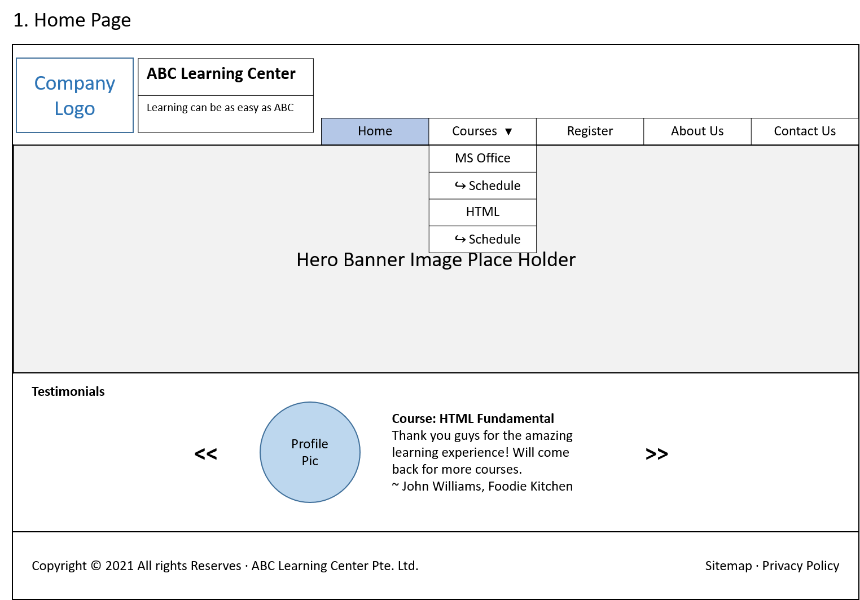 1. Home Page
Company
Logo
ABC Learning Center
Learning can be as easy as ABC
Home
Courses ▼
Register
About Us
Contact Us
MS Office
↪ Schedule
HTML
↪ Schedule
Hero Banner Image Place Holder
Testimonials
<<
Profile
Pic
Course: HTML Fundamental
Thank you guys for the amazing
learning experience! Will come
back for more courses.
~ John Williams, Foodie Kitchen
>>
Copyright © 2021 All rights Reserves · ABC Learning Center Pte. Ltd.
Sitemap · Privacy Policy